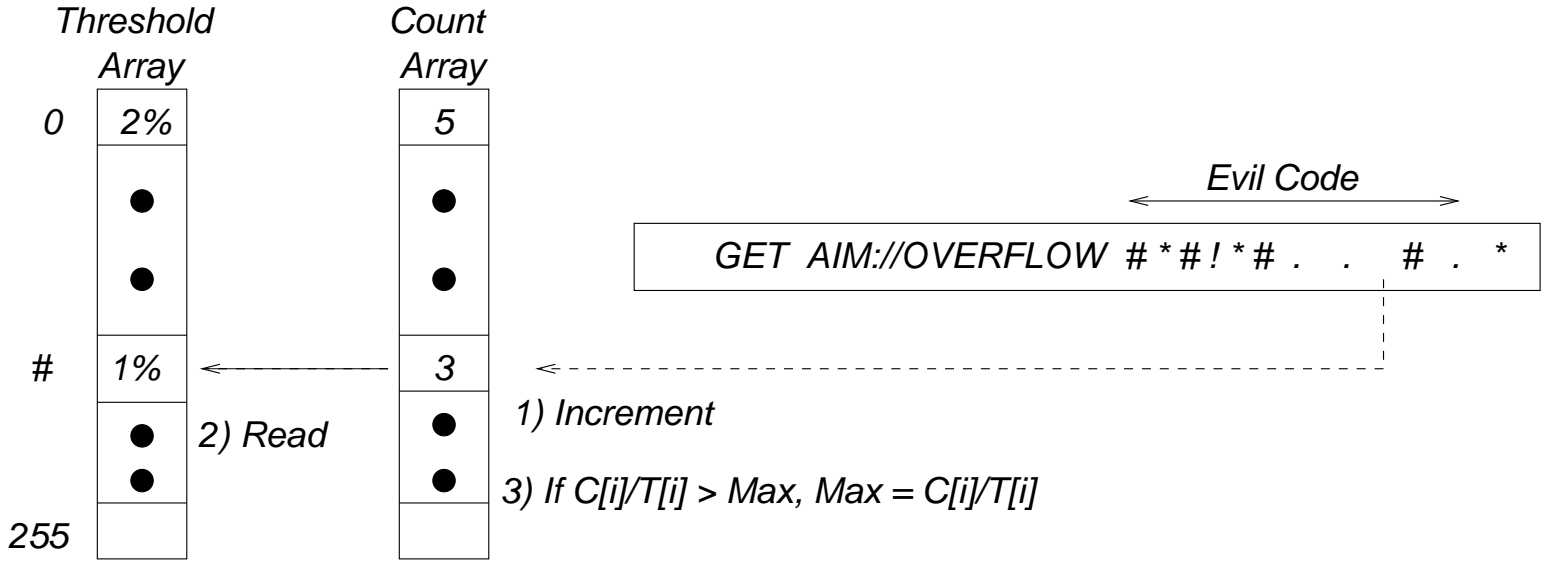 Threshold Array
Count Array
0
2%
5
Evil Code
GET AIM://OVERFLOW # * # ! * # . . # . *
#
1%
3
1) Increment
2) Read
3) If C[i]/T[i] > Max, Max = C[i]/T[i]
255